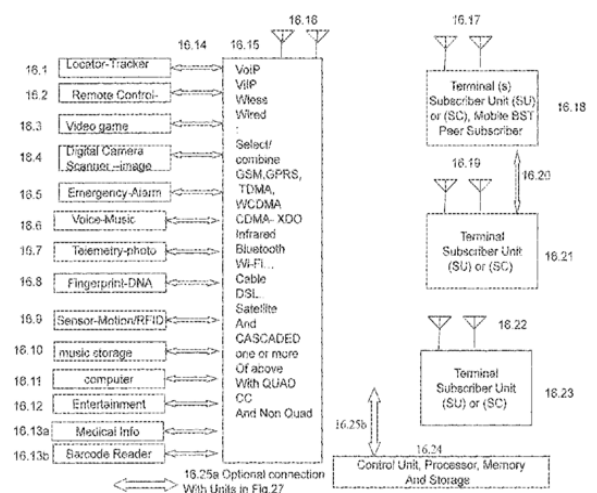 16.16
16.14 16.15
16.17
16.1 Locator-Tracker
16.2 Remote Control-
16.3 Video game
16.4 Digital Camera
Scanner –image
16.5 Emergency-Alarm
16.6 Voice-Music
16.7 Telemetry-photo
16.8 Fingerprint-DNA
16.9 Sensor-Motion/RFID
16.10 music storage
16.11 computer
16.12 Entertainment
16.13a Medical Info
16.13b Barcode Reader
VoIP
ViIP
Wless
Wired
:
Select/
combine
GSM,GPRS,
TDMA,
WCDMA
CDMA- XDO
Infrared
Bluetooth
Wi-Fi...
Cable
DSL..
Satellite
And
CASCADED
one or more
Of above
With QUAD
CC
And Non Quad
Terminal (s)
Subscriber Unit (SU)
or (SC), Mobile BST
Peer Subscriber
16.18
16.19
16.20
Terminal
Subscriber Unit
(SU) or (SC)
16.21
16.22
Terminal
Subscriber Unit
(SU) or (SC)
16.23
16.25b
16.24
Control Unit, Processor, Memory
And Storage
16.25a Optional connection
With Units in Fig.27